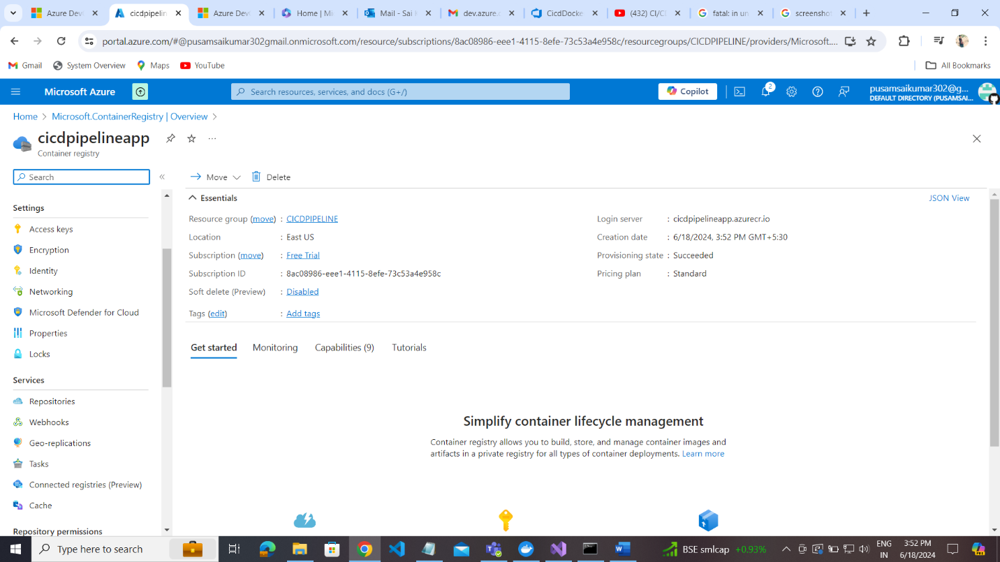 Azure Dev
cicdpipelin
Azure Dev
Home | Mi
Mail - Sai
dev.azure.c
CicdDocke
(432) CI/CI
fatal: in un
screenshot
portal.azure.com/#@pusamsaikumar302gmail.onmicrosoft.com/resource/subscriptions/8ac08986-eee1-4115-8efe-73c53a4e958c/resourcegroups/CICDPIPELINE/providers/Microsoft....
Gmail
System Overview
Maps
YouTube
All Bookmarks
Microsoft Azure
Search resources, services, and docs (G+/)
Copilot
2
pusamsaikumar302@g...
DEFAULT DIRECTORY (PUSAMSAI...
Home > Microsoft.ContainerRegistry | Overview >
cicdpipelineapp
Container registry
Search
Move
Delete
Settings
Access keys
Encryption
Identity
Networking
Microsoft Defender for Cloud
Properties
Locks
Services
Repositories
Webhooks
Geo-replications
Tasks
Connected registries (Preview)
Cache
Repository permissions
Essentials
JSON View
Resource group (move) : CICDPIPELINE
Location : East US
Subscription (move) : Free Trial
Subscription ID : 8ac08986-eee1-4115-8efe-73c53a4e958c
Soft delete (Preview) : Disabled
Tags (edit) : Add tags
Login server : cicdpipelineapp.azurecr.io
Creation date : 6/18/2024, 3:52 PM GMT+5:30
Provisioning state : Succeeded
Pricing plan : Standard
Get started
Monitoring
Capabilities (9)
Tutorials
Simplify container lifecycle management
Container registry allows you to build, store, and manage container images and
artifacts in a private registry for all types of container deployments. Learn more
Type here to search
BSE smlcap +0.93%
ENG
IN
3:52 PM
6/18/2024